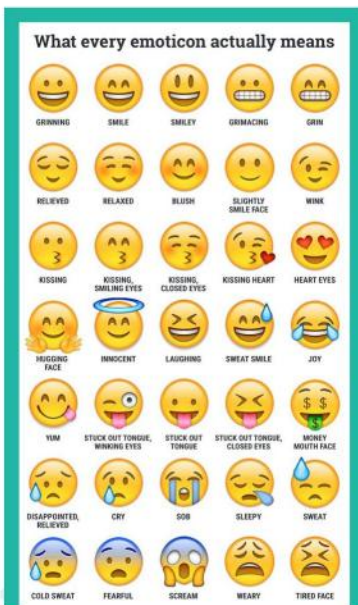 What every emoticon actually means
GRINNING SMILE SMILEY GRIMACING GRIN
RELIEVED RELAXED BLUSH SLIGHTLY SMILE FACE WINK
KISSING KISSING, SMILING EYES KISSING, CLOSED EYES KISSING HEART HEART EYES
HUGGING FACE INNOCENT LAUGHING SWEAT SMILE JOY
YUM STUCK OUT TONGUE, WINKING EYES STUCK OUT TONGUE STUCK OUT TONGUE, CLOSED EYES MONEY MOUTH FACE
DISAPPOINTED, RELIEVED CRY SOB SLEEPY SWEAT
COLD SWEAT FEARFUL SCREAM WEARY TIRED FACE